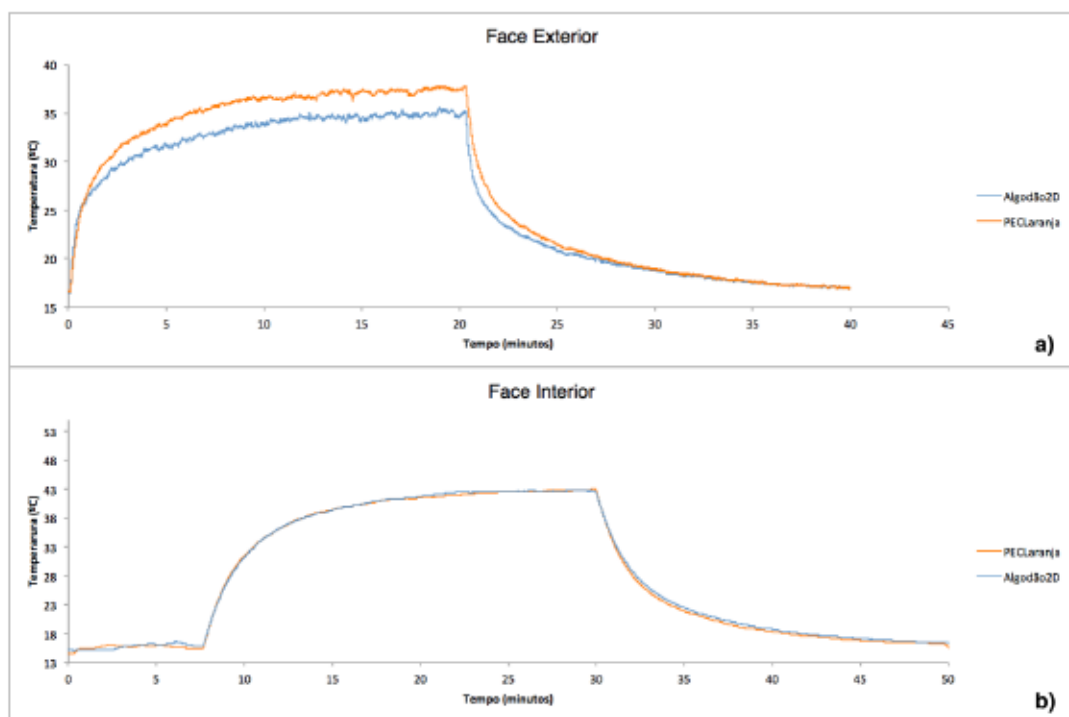 Face Exterior
40
35
30
25
20
15
Temperatura (ºC)
0 5 10 15 20 25 30 35 40 45
Tempo (minutos)
Algodão2D
PECLaranja
a)
Face Interior
53
48
43
38
33
28
23
18
13
Temperarura (ºC)
0 5 10 15 20 25 30 35 40 45 50
Tempo (minutos)
PECLaranja
Algodão2D
b)